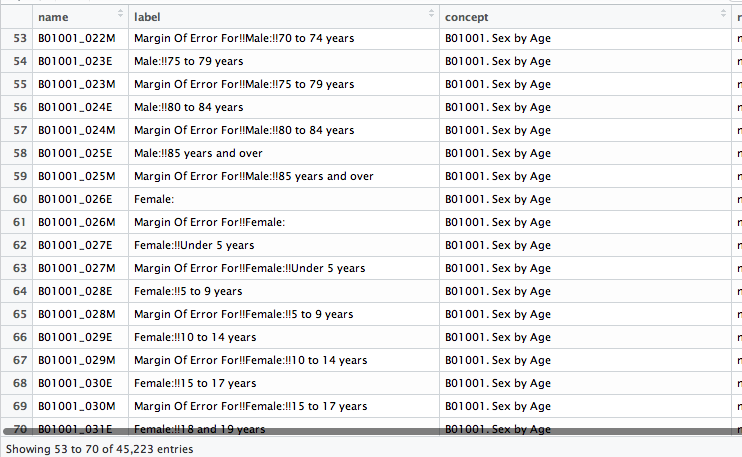 name label concept
53 B01001_022M Margin Of Error For!!Male:!!70 to 74 years B01001. Sex by Age
54 B01001_023E Male:!!75 to 79 years B01001. Sex by Age
55 B01001_023M Margin Of Error For!!Male:!!75 to 79 years B01001. Sex by Age
56 B01001_024E Male:!!80 to 84 years B01001. Sex by Age
57 B01001_024M Margin Of Error For!!Male:!!80 to 84 years B01001. Sex by Age
58 B01001_025E Male:!!85 years and over B01001. Sex by Age
59 B01001_025M Margin Of Error For!!Male:!!85 years and over B01001. Sex by Age
60 B01001_026E Female: B01001. Sex by Age
61 B01001_026M Margin Of Error For!!Female: B01001. Sex by Age
62 B01001_027E Female:!!Under 5 years B01001. Sex by Age
63 B01001_027M Margin Of Error For!!Female:!!Under 5 years B01001. Sex by Age
64 B01001_028E Female:!!5 to 9 years B01001. Sex by Age
65 B01001_028M Margin Of Error For!!Female:!!5 to 9 years B01001. Sex by Age
66 B01001_029E Female:!!10 to 14 years B01001. Sex by Age
67 B01001_029M Margin Of Error For!!Female:!!10 to 14 years B01001. Sex by Age
68 B01001_030E Female:!!15 to 17 years B01001. Sex by Age
69 B01001_030M Margin Of Error For!!Female:!!15 to 17 years B01001. Sex by Age
70 B01001_031E Female:!!18 and 19 years B01001. Sex by Age
Showing 53 to 70 of 45,223 entries